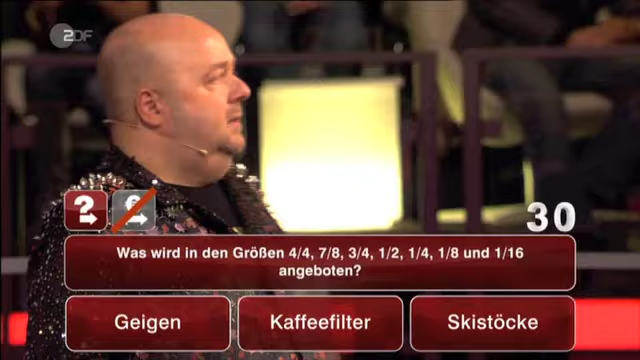 ZDF
30
Was wird in den Größen 4/4, 7/8, 3/4, 1/2, 1/4, 1/8 und 1/16
angeboten?
Geigen
Kaffeefilter
Skistöcke